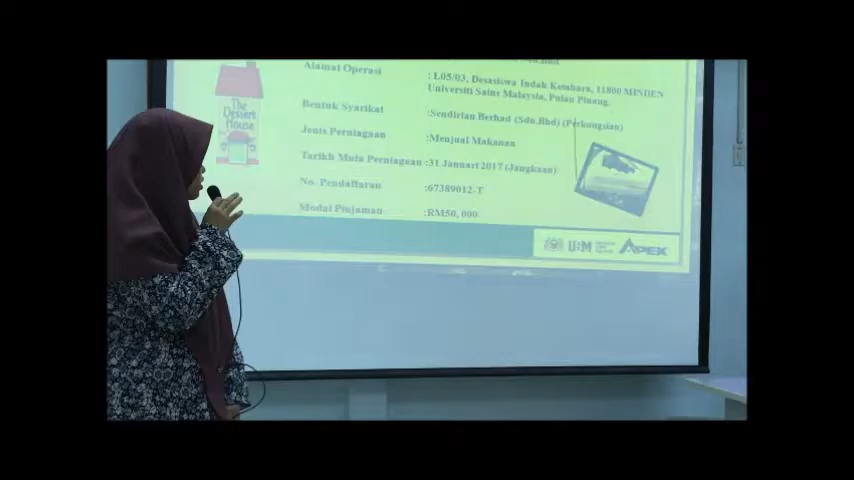 The
Dessert
House
Alamat Operasi : L05/03, Desasiswa Indah Kembara, 11800 MINDEN
Universiti Sains Malaysia, Pulau Pinang.
Bentuk Syarikat :Sendirian Berhad (Sdn.Bhd) (Perkongsian)
Jenis Perniagaan :Menjual Makanan
Tarikh Mula Perniagaan :31 Januari 2017 (Jangkaan)
No. Pendaftaran :67389012-T
Modal Pinjaman :RM50, 000
USM APEX